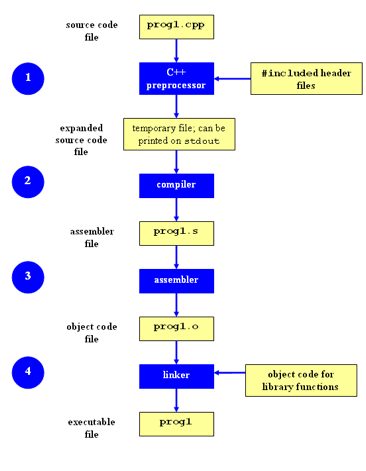 source code
file
prog1.cpp
1
C++
preprocessor
#included header
files
expanded
source code
file
temporary file; can be
printed on stdout
2
compiler
assembler
file
prog1.s
3
assembler
object code
file
prog1.o
4
linker
object code for
library functions
executable
file
prog1